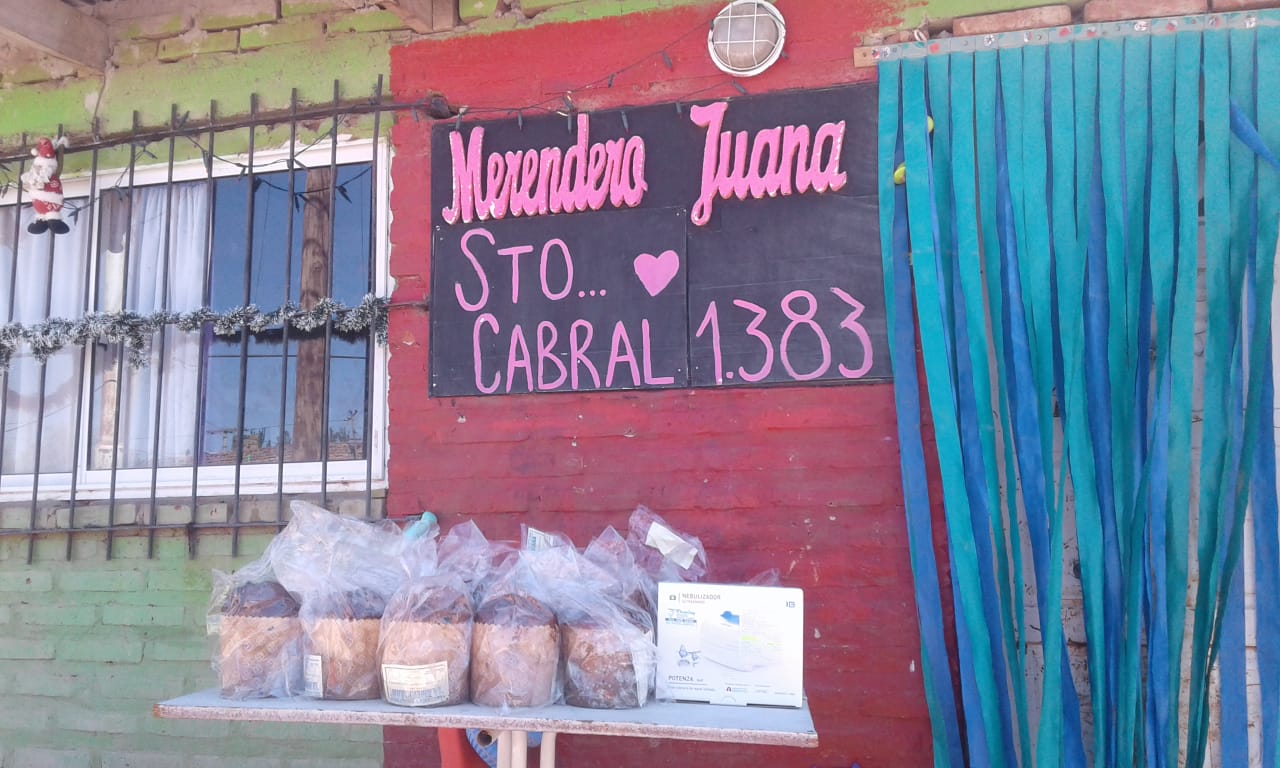 Merendero Juana
STO...
CABRAL 1.383
NEBULIZADOR
POTENZA